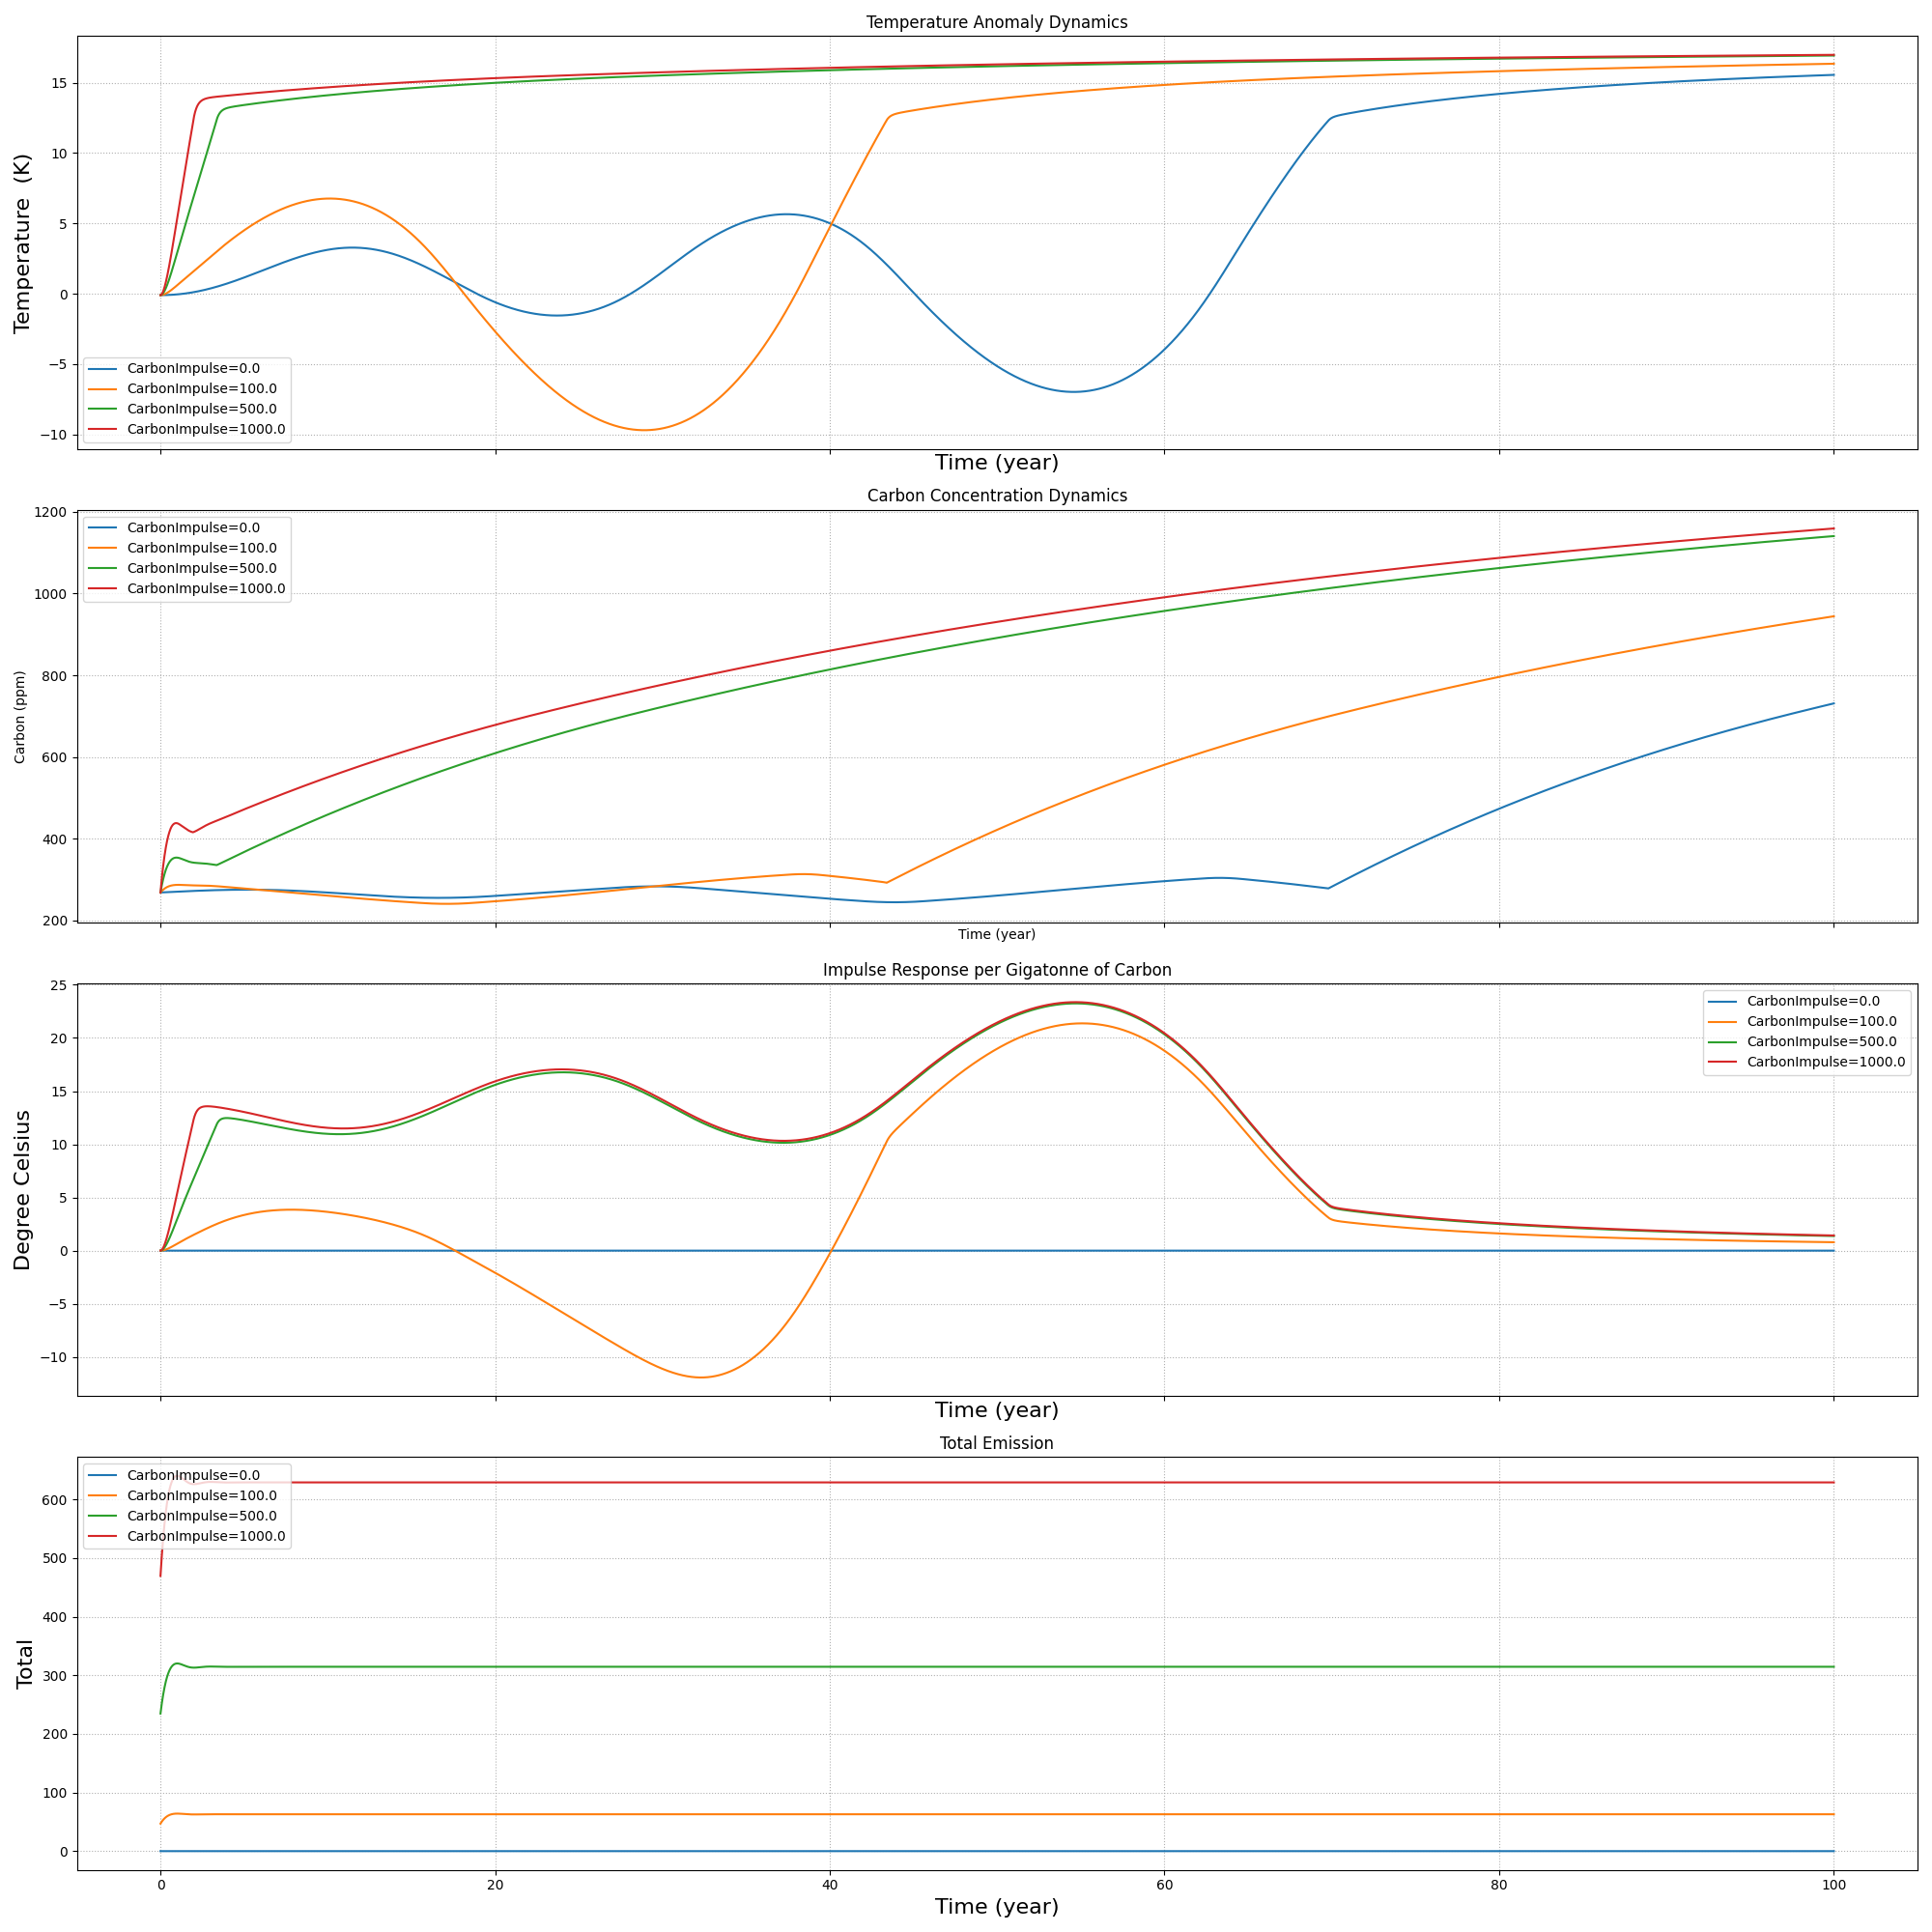 Temperature Anomaly Dynamics
Temperature  (K)
15
10
5
0
−5
−10
CarbonImpulse=0.0
CarbonImpulse=100.0
CarbonImpulse=500.0
CarbonImpulse=1000.0
Time (year)
Carbon Concentration Dynamics
Carbon (ppm)
1200
1000
800
600
400
200
CarbonImpulse=0.0
CarbonImpulse=100.0
CarbonImpulse=500.0
CarbonImpulse=1000.0
Time (year)
Impulse Response per Gigatonne of Carbon
Degree Celsius
25
20
15
10
5
0
−5
−10
CarbonImpulse=0.0
CarbonImpulse=100.0
CarbonImpulse=500.0
CarbonImpulse=1000.0
Time (year)
Total Emission
Total
600
500
400
300
200
100
0
CarbonImpulse=0.0
CarbonImpulse=100.0
CarbonImpulse=500.0
CarbonImpulse=1000.0
0 20 40 60 80 100
Time (year)